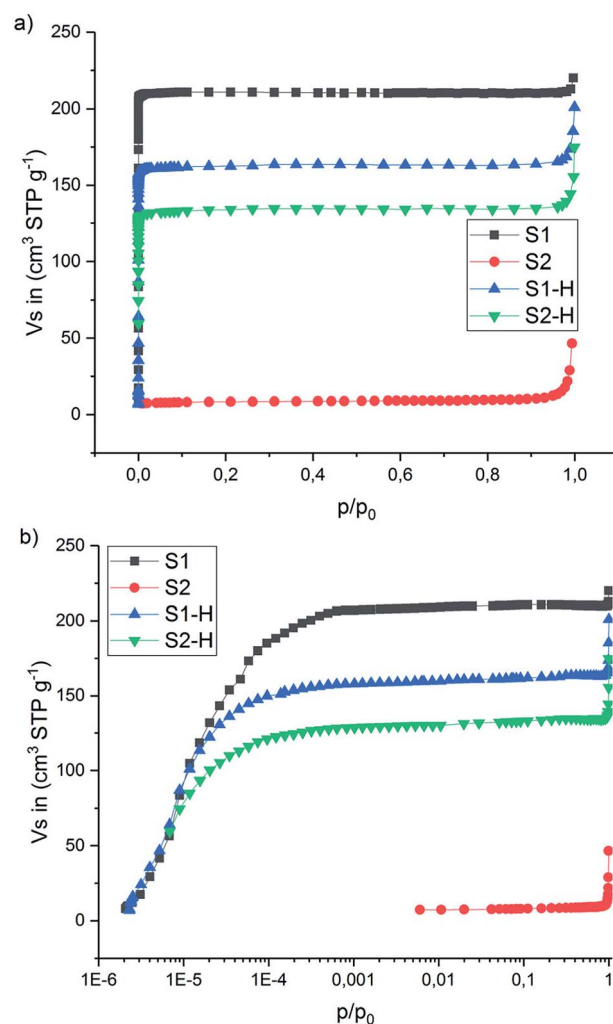 a)
250
200
150
100
50
0
Vs in (cm³ STP g⁻¹)
S1
S2
S1-H
S2-H
0,0 0,2 0,4 0,6 0,8 1,0
p/p₀
b)
250
200
150
100
50
0
Vs in (cm³ STP g⁻¹)
S1
S2
S1-H
S2-H
1E-6 1E-5 1E-4 0,001 0,01 0,1 1
p/p₀